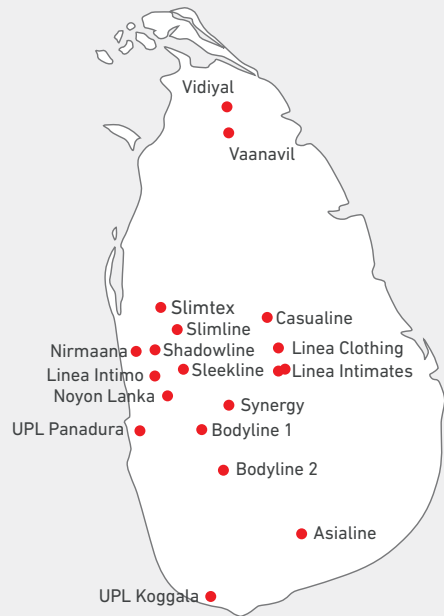 Vidiyal
Vaanavil
Slimtex
Casualine
Slimline
Nirmaana
Shadowline
Linea Clothing
Linea Intimo
Sleekline
Linea Intimates
Noyon Lanka
Synergy
UPL Panadura
Bodyline 1
Bodyline 2
Asialine
UPL Koggala